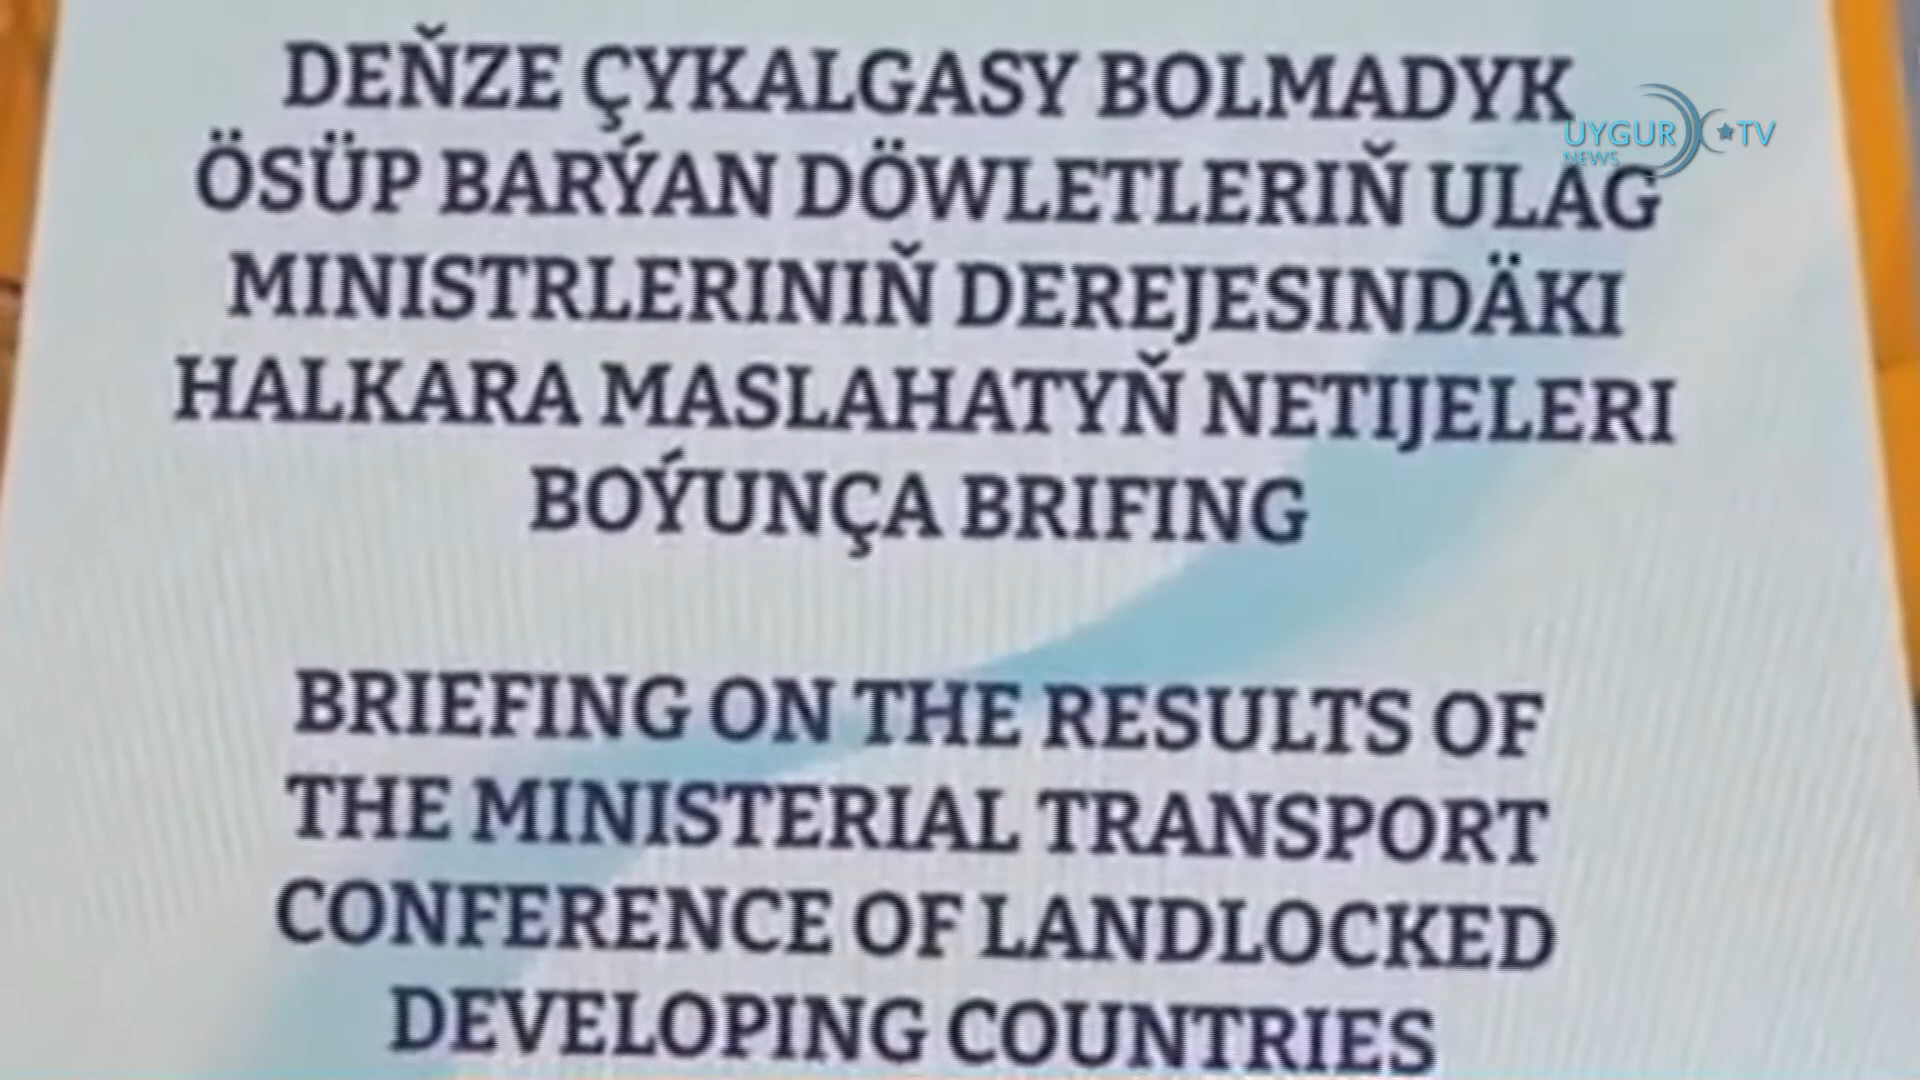 DEŇZE ÇYKALGASY BOLMADYK
UYGUR TV
NEWS
ÖSÜP BARÝAN DÖWLETLERIŇ ULAG
MINISTRLERINIŇ DEREJESINDÄKI
HALKARA MASLAHATYŇ NETIJELERI
BOÝUNÇA BRIFING
BRIEFING ON THE RESULTS OF
THE MINISTERIAL TRANSPORT
CONFERENCE OF LANDLOCKED
DEVELOPING COUNTRIES